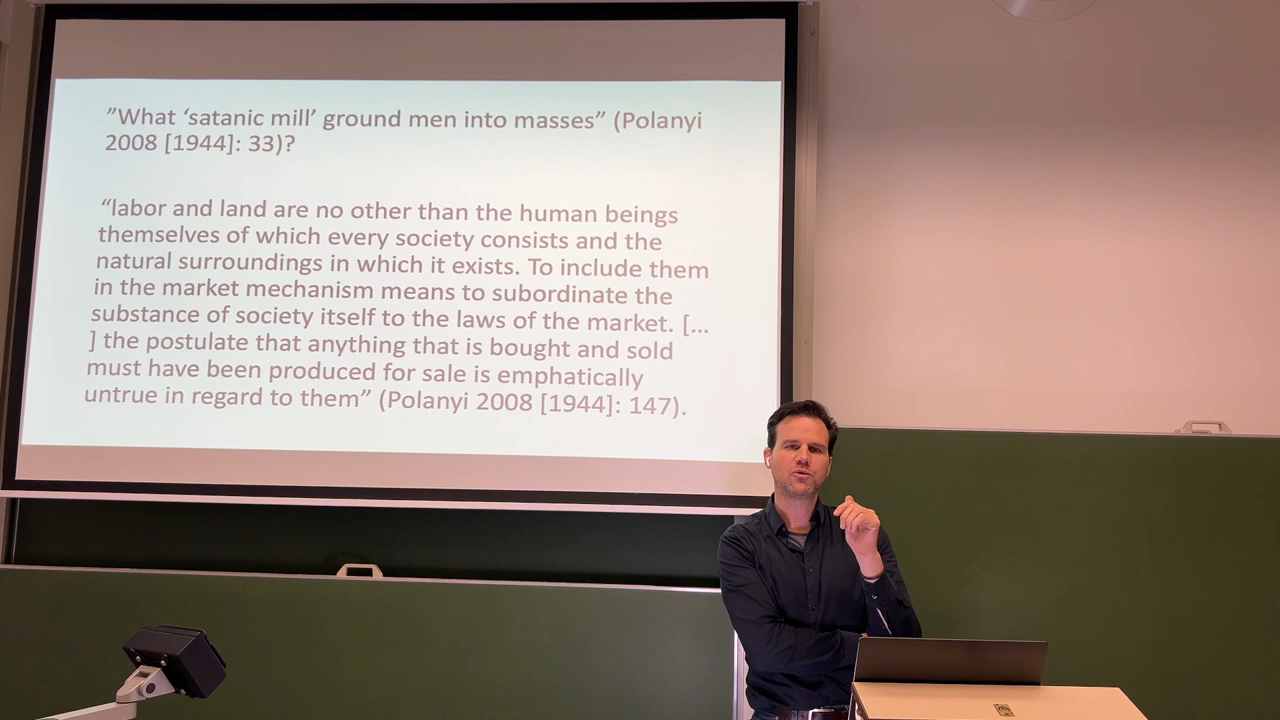 ”What ‘satanic mill’ ground men into masses” (Polanyi
2008 [1944]: 33)?
“labor and land are no other than the human beings
themselves of which every society consists and the
natural surroundings in which it exists. To include them
in the market mechanism means to subordinate the
substance of society itself to the laws of the market. [...
] the postulate that anything that is bought and sold
must have been produced for sale is emphatically
untrue in regard to them” (Polanyi 2008 [1944]: 147).